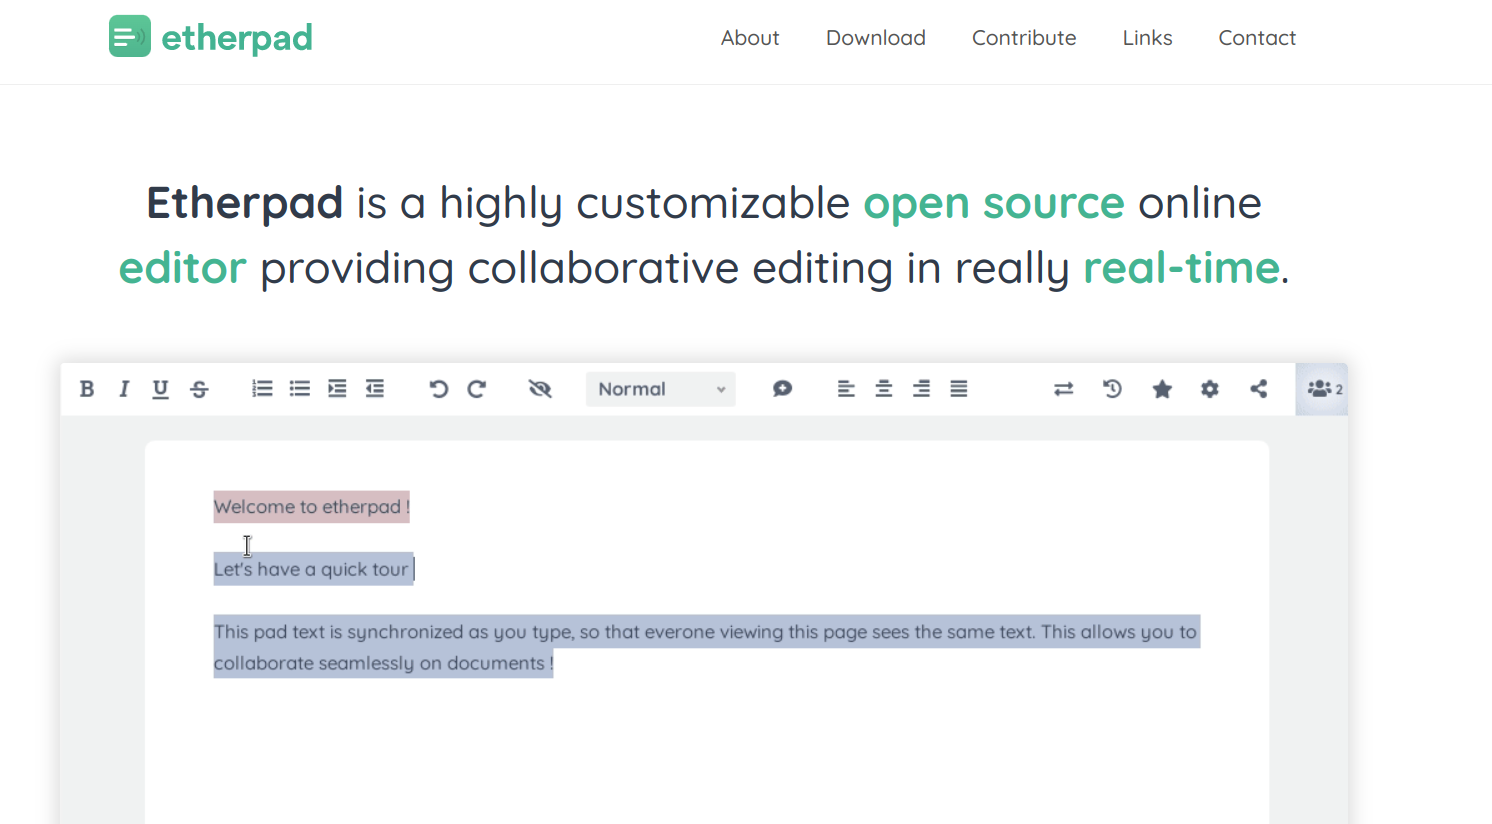 etherpad
About Download Contribute Links Contact
Etherpad is a highly customizable open source online
editor providing collaborative editing in really real-time.
B I U S Normal 2
Welcome to etherpad !
Let's have a quick tour
This pad text is synchronized as you type, so that everone viewing this page sees the same text. This allows you to
collaborate seamlessly on documents !